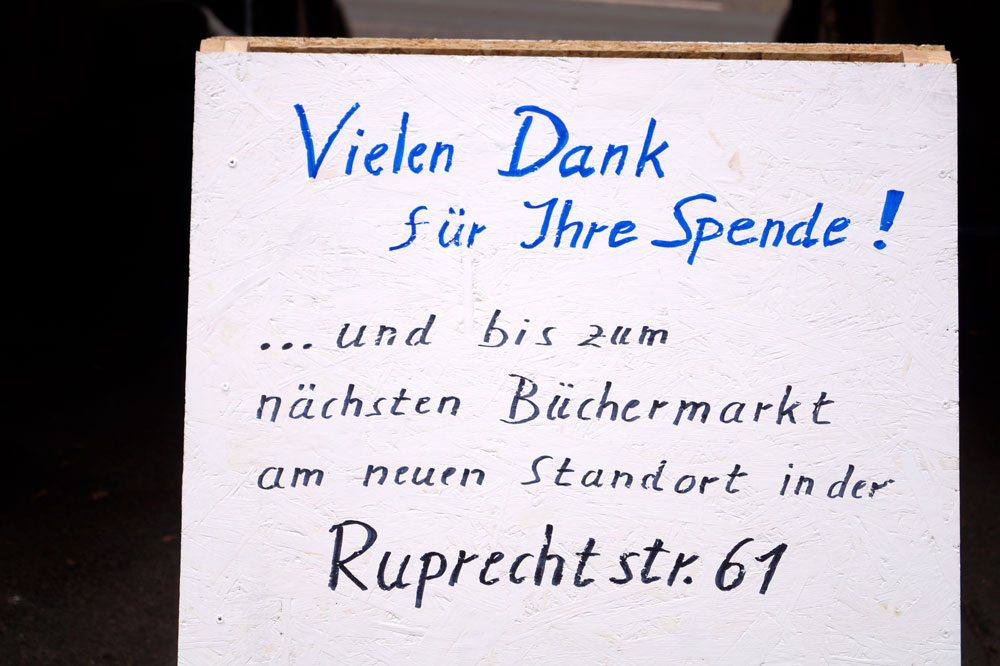 Vielen Dank
für Ihre Spende!
...und bis zum
nächsten Büchermarkt
am neuen Standort in der
Ruprechtstr. 61